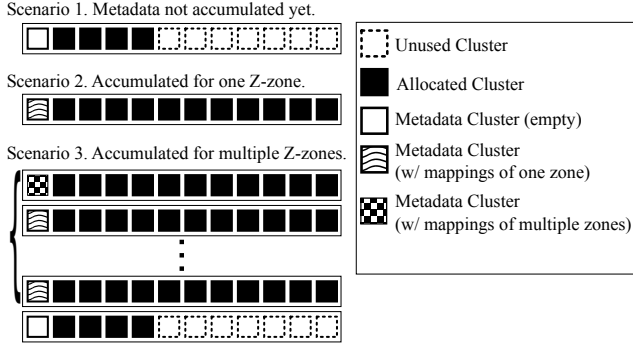 Scenario 1. Metadata not accumulated yet.
Scenario 2. Accumulated for one Z-zone.
Scenario 3. Accumulated for multiple Z-zones.
Unused Cluster
Allocated Cluster
Metadata Cluster (empty)
Metadata Cluster
(w/ mappings of one zone)
Metadata Cluster
(w/ mappings of multiple zones)